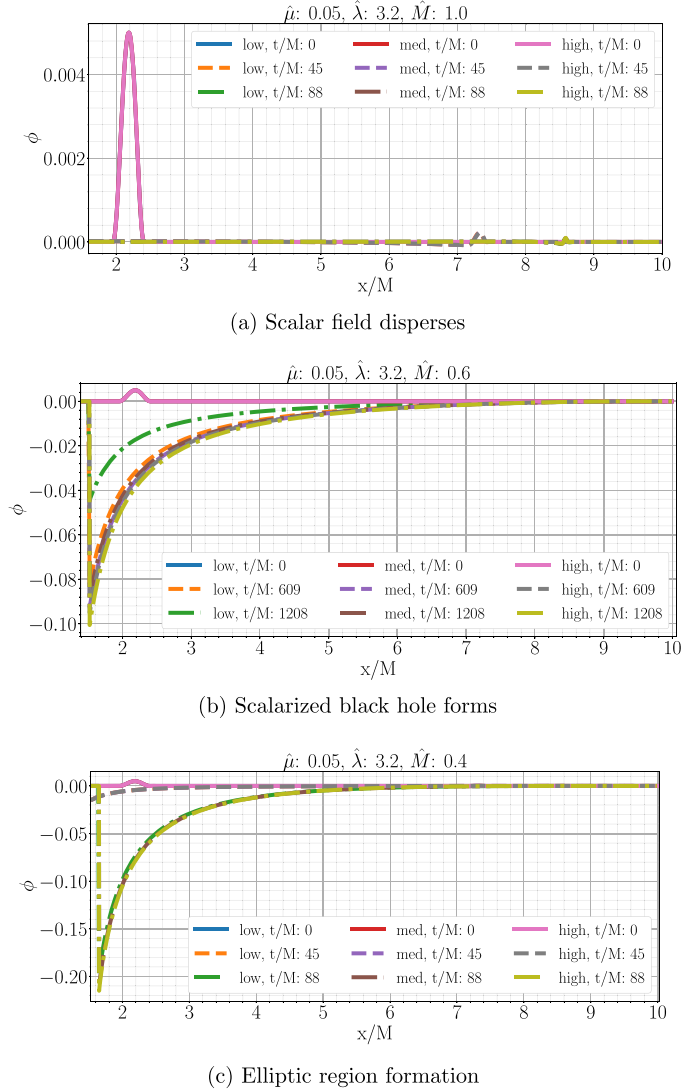 μ̂: 0.05, λ̂: 3.2, M̂: 1.0
low, t/M: 0 med, t/M: 0 high, t/M: 0
low, t/M: 45 med, t/M: 45 high, t/M: 45
low, t/M: 88 med, t/M: 88 high, t/M: 88
0.004
0.002
0.000
ϕ
2 3 4 5 6 7 8 9 10
x/M
(a) Scalar field disperses
μ̂: 0.05, λ̂: 3.2, M̂: 0.6
0.00
−0.02
−0.04
−0.06
−0.08
−0.10
ϕ
low, t/M: 0 med, t/M: 0 high, t/M: 0
low, t/M: 609 med, t/M: 609 high, t/M: 609
low, t/M: 1208 med, t/M: 1208 high, t/M: 1208
2 3 4 5 6 7 8 9 10
x/M
(b) Scalarized black hole forms
μ̂: 0.05, λ̂: 3.2, M̂: 0.4
0.00
−0.05
−0.10
−0.15
−0.20
ϕ
low, t/M: 0 med, t/M: 0 high, t/M: 0
low, t/M: 45 med, t/M: 45 high, t/M: 45
low, t/M: 88 med, t/M: 88 high, t/M: 88
2 3 4 5 6 7 8 9 10
x/M
(c) Elliptic region formation